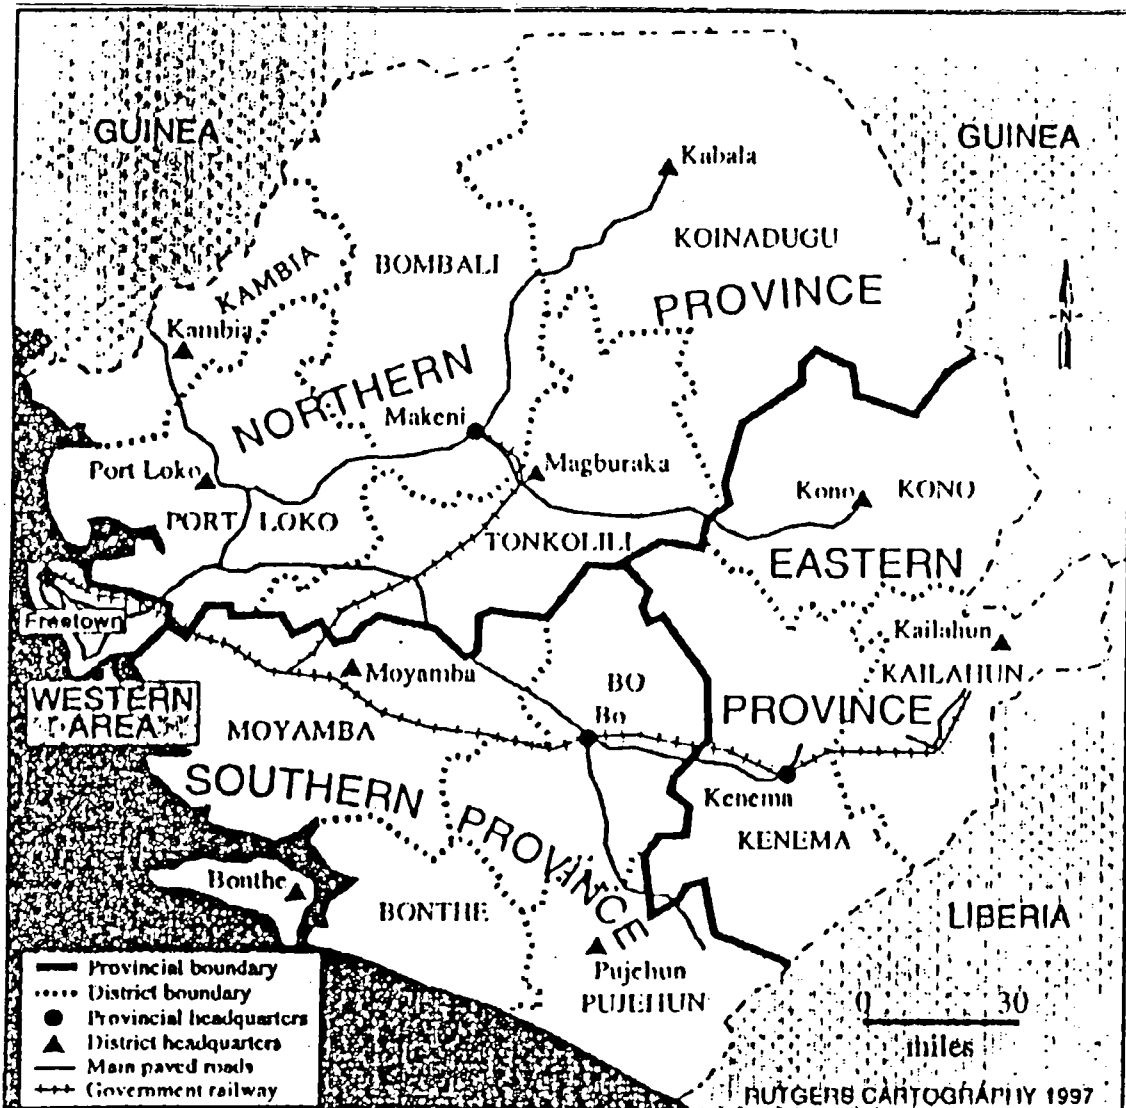 GUINEA
GUINEA
Kabala
KOINADUGU
BOMBALI
KAMBIA
PROVINCE
Kambia
N
NORTHERN
Makeni
Port Loko
Magburaka
Kono
KONO
PORT LOKO
TONKOLILI
EASTERN
Freetown
Kailahun
KAILAHUN
Moyamba
BO
WESTERN
AREA
PROVINCE
MOYAMBA
Bo
SOUTHERN
PROVINCE
Kenema
KENEMA
Bonthe
BONTHE
LIBERIA
Pujehun
PUJEHUN
0 30
miles
Provincial boundary
District boundary
Provincial headquarters
District headquarters
Main paved roads
Government railway
RUTGERS CARTOGRAPHY 1997